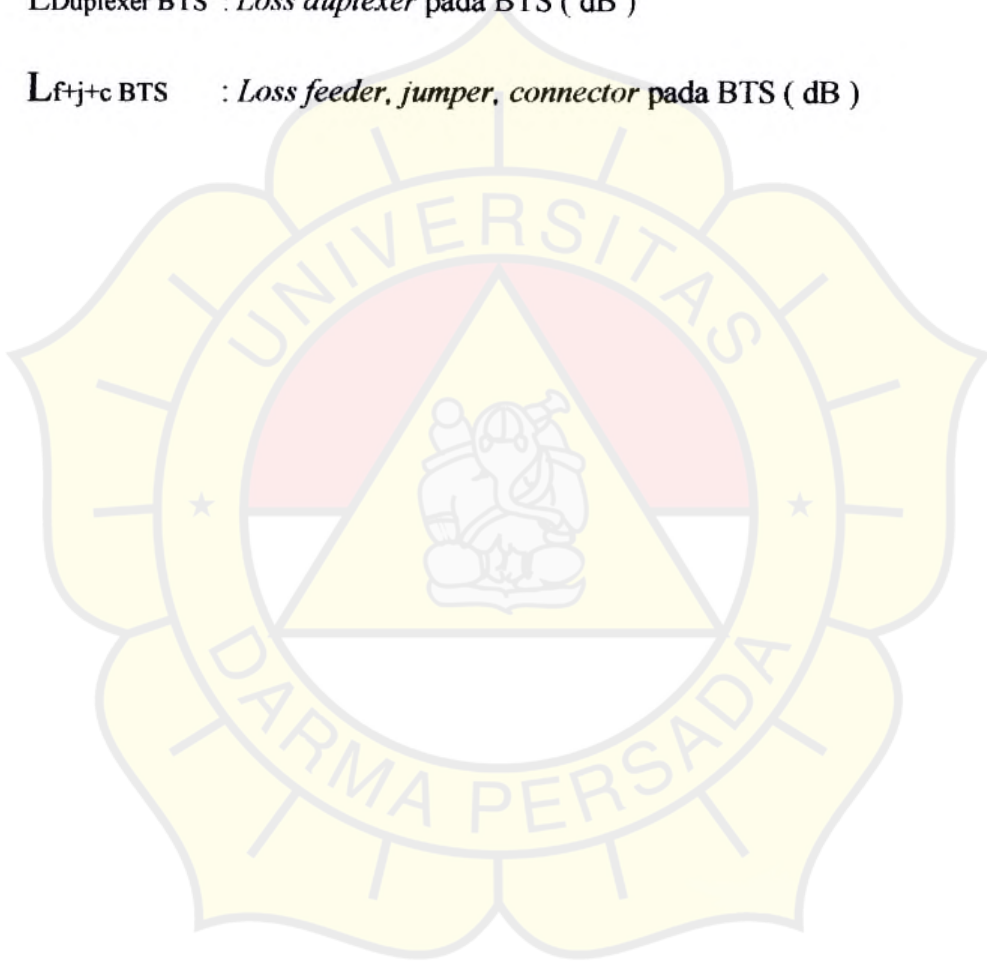 LDuplexer BTS : Loss duplexer pada BTS ( dB )
Lf+j+c BTS : Loss feeder, jumper, connector pada BTS ( dB )
UNIVERSITAS
DARMA PERSADA